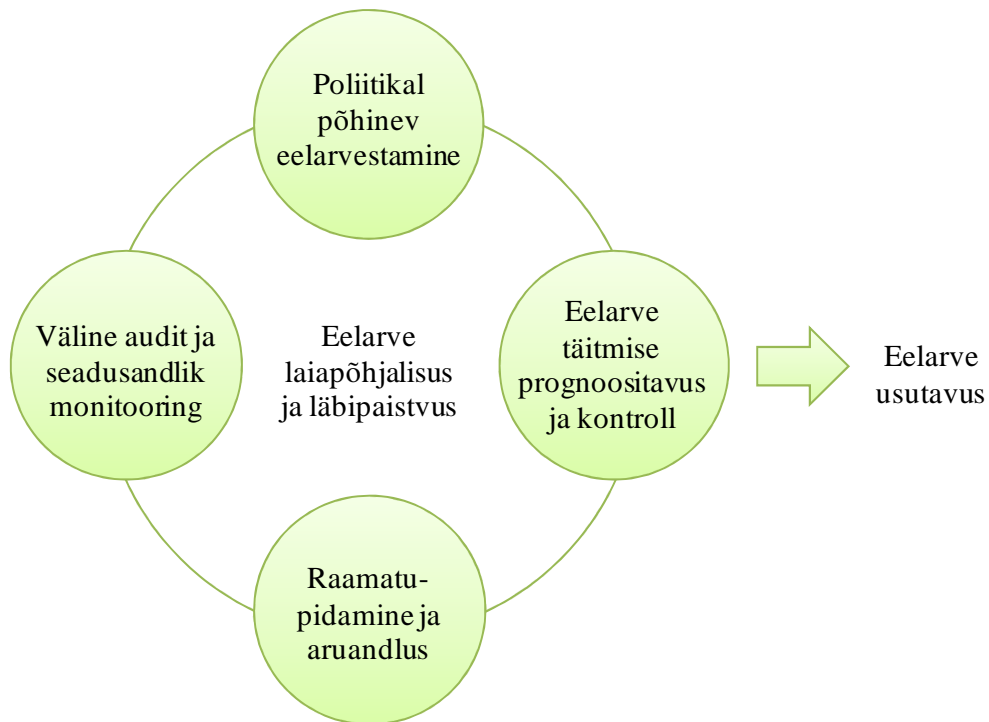 Poliitikal
põhinev
eelarvestamine
Väline audit ja
seadusandlik
monitooring
Eelarve
laiapõhjalisus
ja läbipaistvus
Eelarve
täitmise
prognoositavus
ja kontroll
Eelarve
usutavus
Raamatu-
pidamine ja
aruandlus